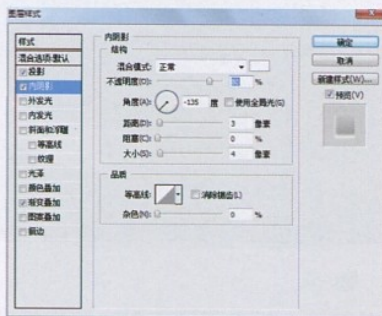 图层样式
样式
混合选项:默认
投影
内阴影
外发光
内发光
斜面和浮雕
等高线
纹理
光泽
颜色叠加
渐变叠加
图案叠加
描边
内阴影
结构
混合模式: 正常
不透明度(O): %
角度(A): -135 度 使用全局光(G)
距离(D): 3 像素
阻塞(C): 0 %
大小(S): 4 像素
品质
等高线: 消除锯齿(L)
杂色(N): 0 %
确定
取消
新建样式(W)...
预览(V)